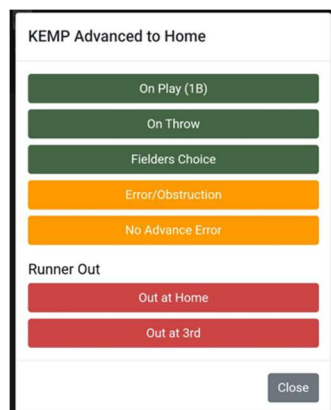 KEMP Advanced to Home
On Play (1B)
On Throw
Fielders Choice
Error/Obstruction
No Advance Error
Runner Out
Out at Home
Out at 3rd
Close